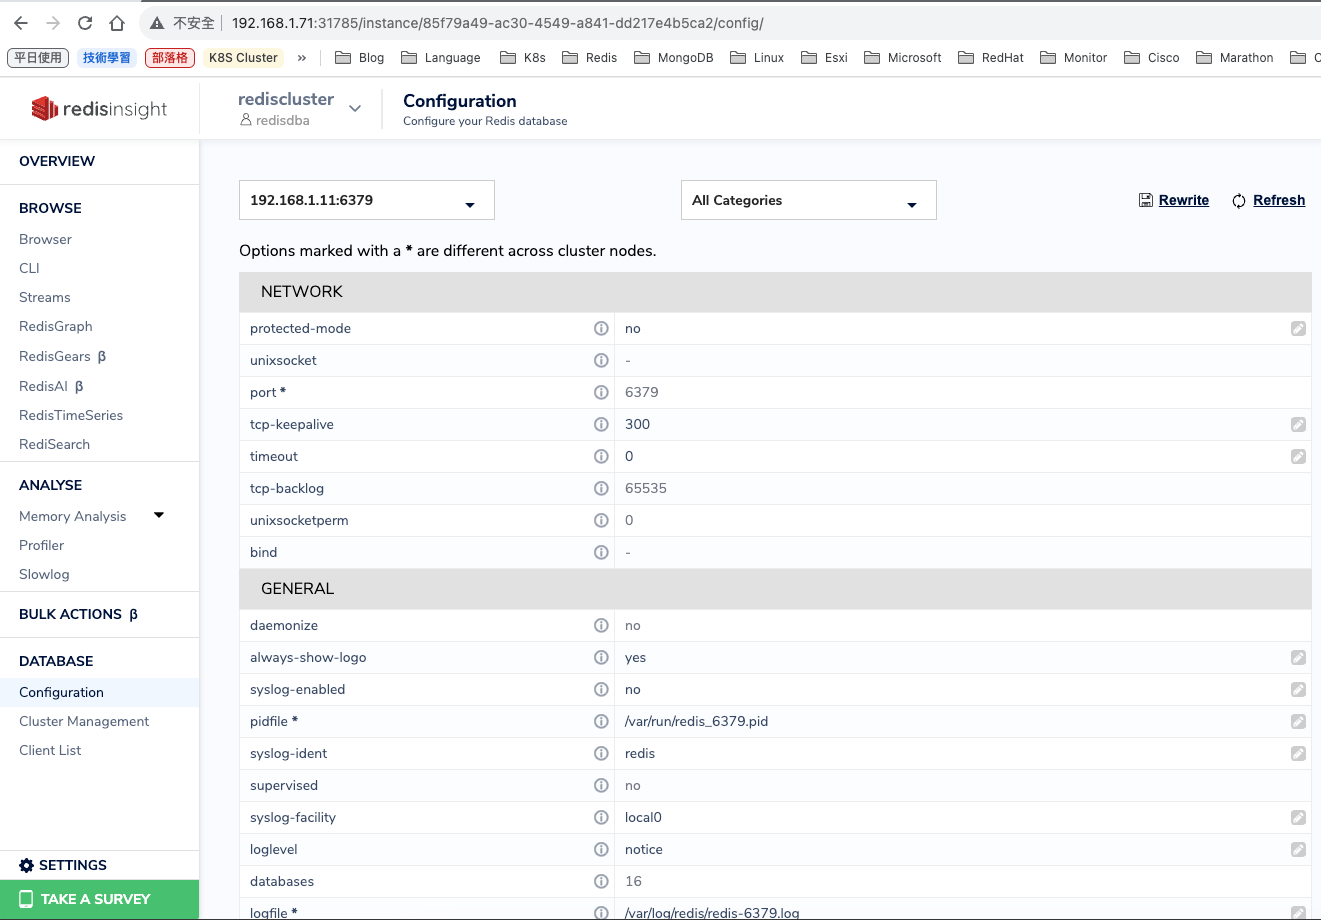 不安全 192.168.1.71:31785/instance/85f79a49-ac30-4549-a841-dd217e4b5ca2/config/
平日使用 技術學習 部落格 K8S Cluster » Blog Language K8s Redis MongoDB Linux Esxi Microsoft RedHat Monitor Cisco Marathon
redisinsight
rediscluster
redisdba
Configuration
Configure your Redis database
OVERVIEW
BROWSE
Browser
CLI
Streams
RedisGraph
RedisGears β
RedisAI β
RedisTimeSeries
RediSearch
ANALYSE
Memory Analysis
Profiler
Slowlog
BULK ACTIONS β
DATABASE
Configuration
Cluster Management
Client List
SETTINGS
TAKE A SURVEY
192.168.1.11:6379 All Categories Rewrite Refresh
Options marked with a * are different across cluster nodes.
NETWORK
protected-mode no
unixsocket -
port * 6379
tcp-keepalive 300
timeout 0
tcp-backlog 65535
unixsocketperm 0
bind -
GENERAL
daemonize no
always-show-logo yes
syslog-enabled no
pidfile * /var/run/redis_6379.pid
syslog-ident redis
supervised no
syslog-facility local0
loglevel notice
databases 16
logfile * /var/log/redis/redis-6379.log